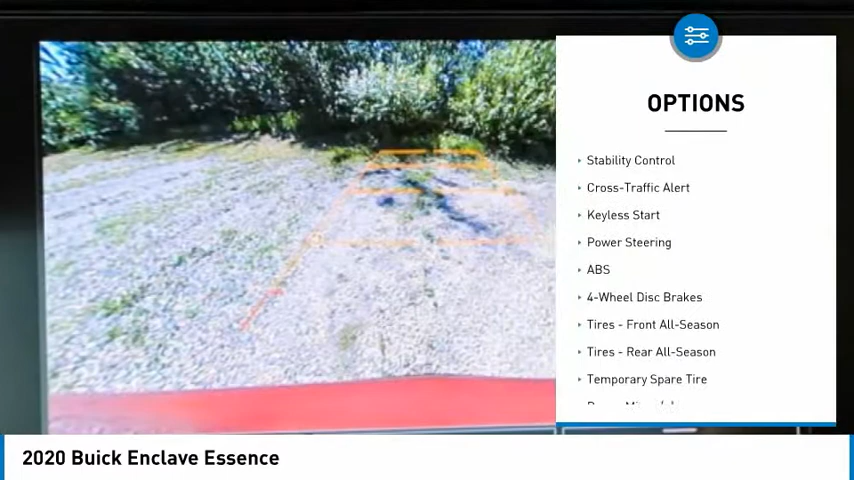 OPTIONS
Stability Control
Cross-Traffic Alert
Keyless Start
Power Steering
ABS
4-Wheel Disc Brakes
Tires - Front All-Season
Tires - Rear All-Season
Temporary Spare Tire
2020 Buick Enclave Essence